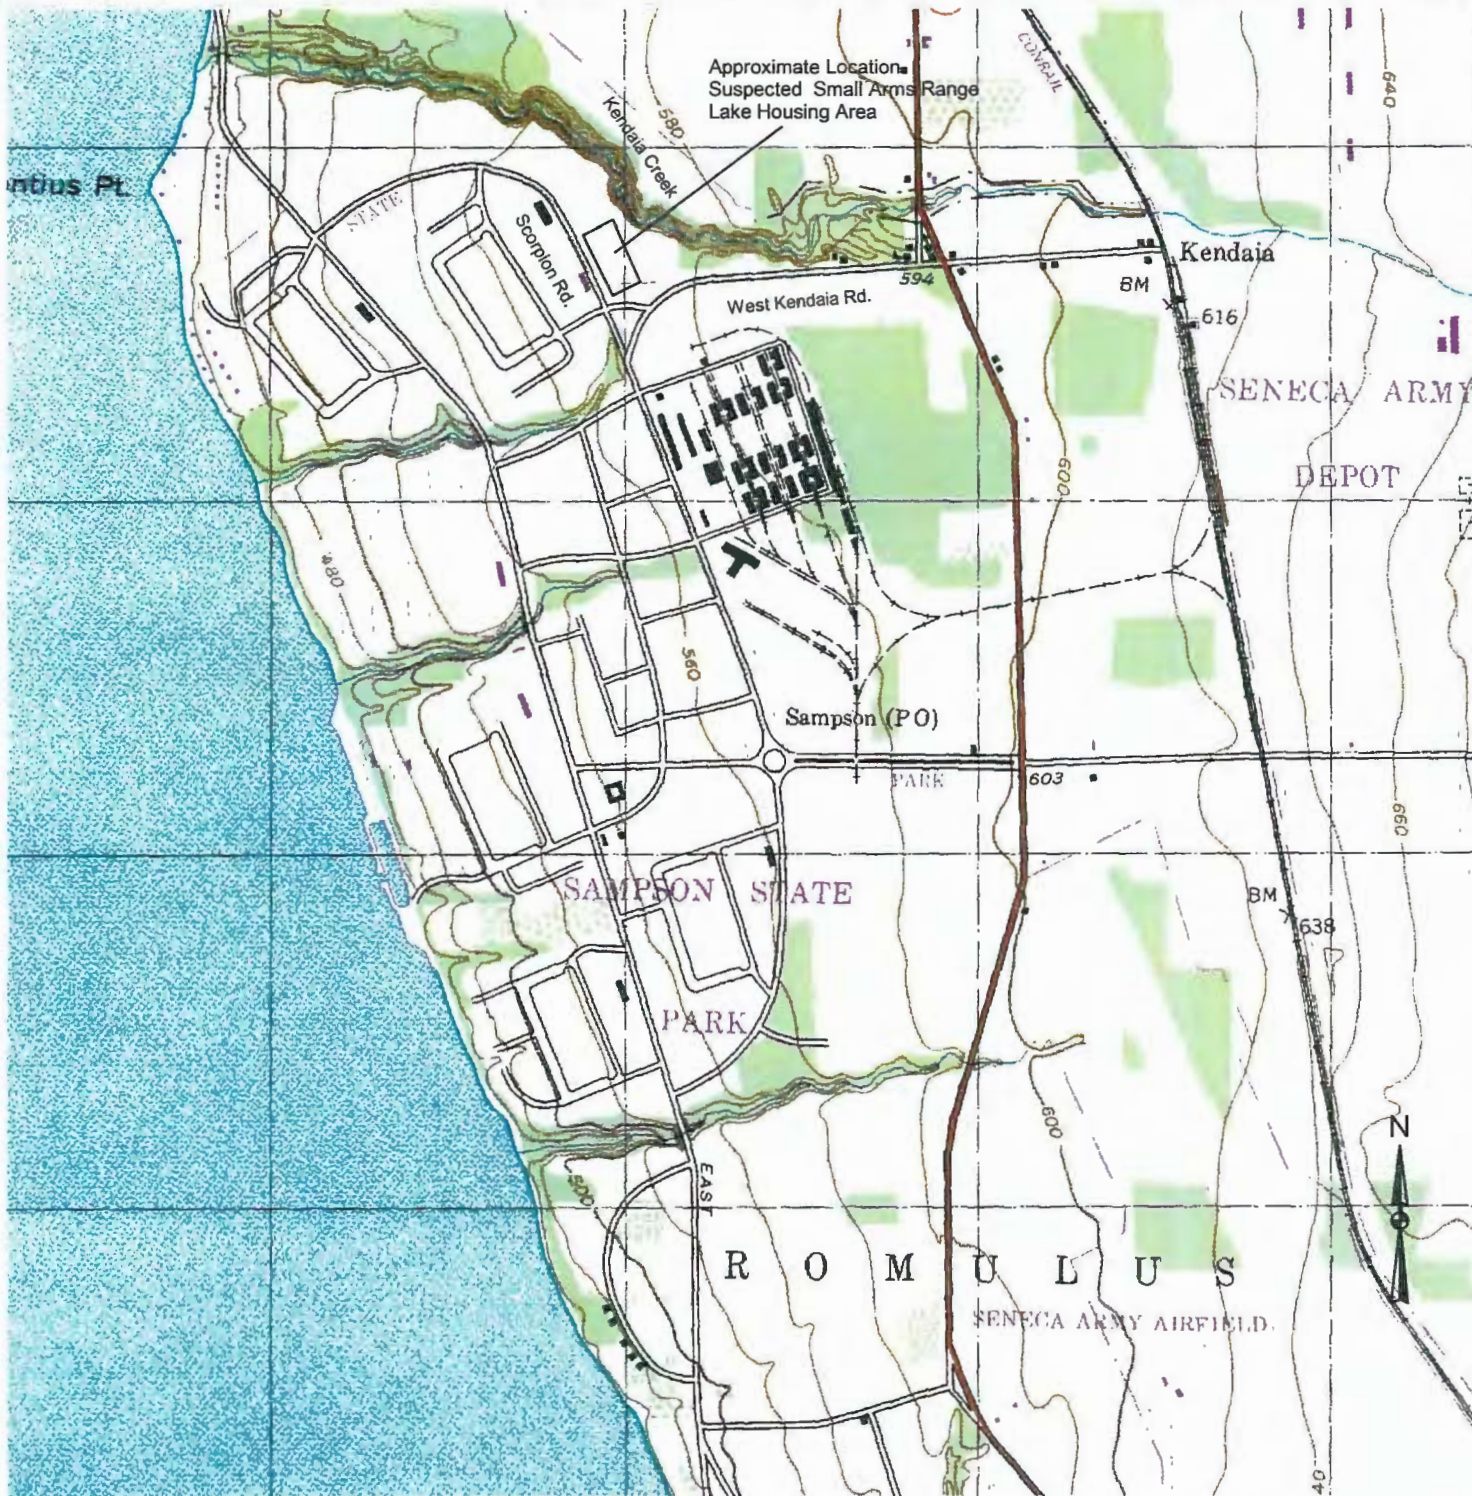 Approximate Location
Suspected Small Arms Range
Lake Housing Area
CONRAIL
640
580
Kendaia Creek
ntius Pt.
STATE
Scorpion Rd.
Kendaia
594
BM
616
West Kendaia Rd.
SENECA ARMY
DEPOT
600
480
560
Sampson (PO)
PARK
603
660
SAMPSON STATE
PARK
BM
638
600
N
500
EAST
ROMULUS
SENECA ARMY AIRFIELD
40